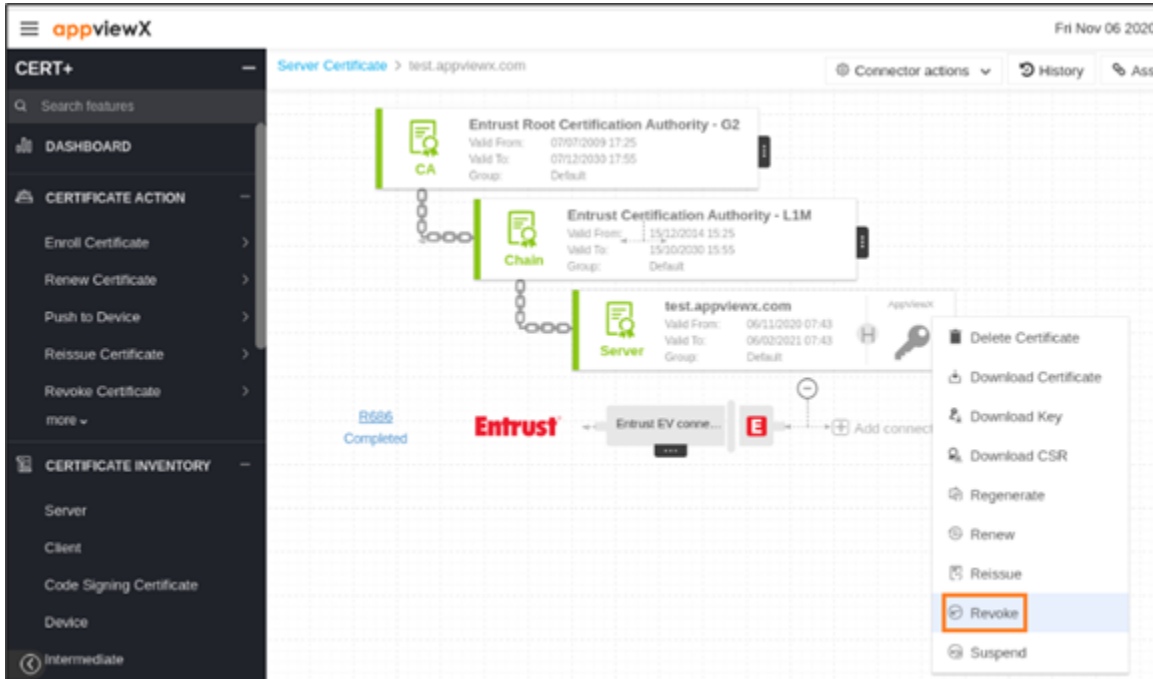 appviewX
Fri Nov 06 2020
CERT+
Server Certificate > test.appviewx.com
Connector actions
History
Ass
Search features
DASHBOARD
CERTIFICATE ACTION
Enroll Certificate
Renew Certificate
Push to Device
Reissue Certificate
Revoke Certificate
more
CERTIFICATE INVENTORY
Server
Client
Code Signing Certificate
Device
Intermediate
Entrust Root Certification Authority - G2
Valid From: 07/07/2009 17:25
Valid To: 07/12/2030 17:55
Group: Default
CA
Entrust Certification Authority - L1M
Valid From: 15/12/2014 15:25
Valid To: 15/10/2030 15:55
Group: Default
Chain
test.appviewx.com
Valid From: 06/11/2020 07:43
Valid To: 06/02/2021 07:43
Group: Default
Server
H
AppViewX
R686
Completed
Entrust
Entrust EV conne...
E
Add connect
Delete Certificate
Download Certificate
Download Key
Download CSR
Regenerate
Renew
Reissue
Revoke
Suspend